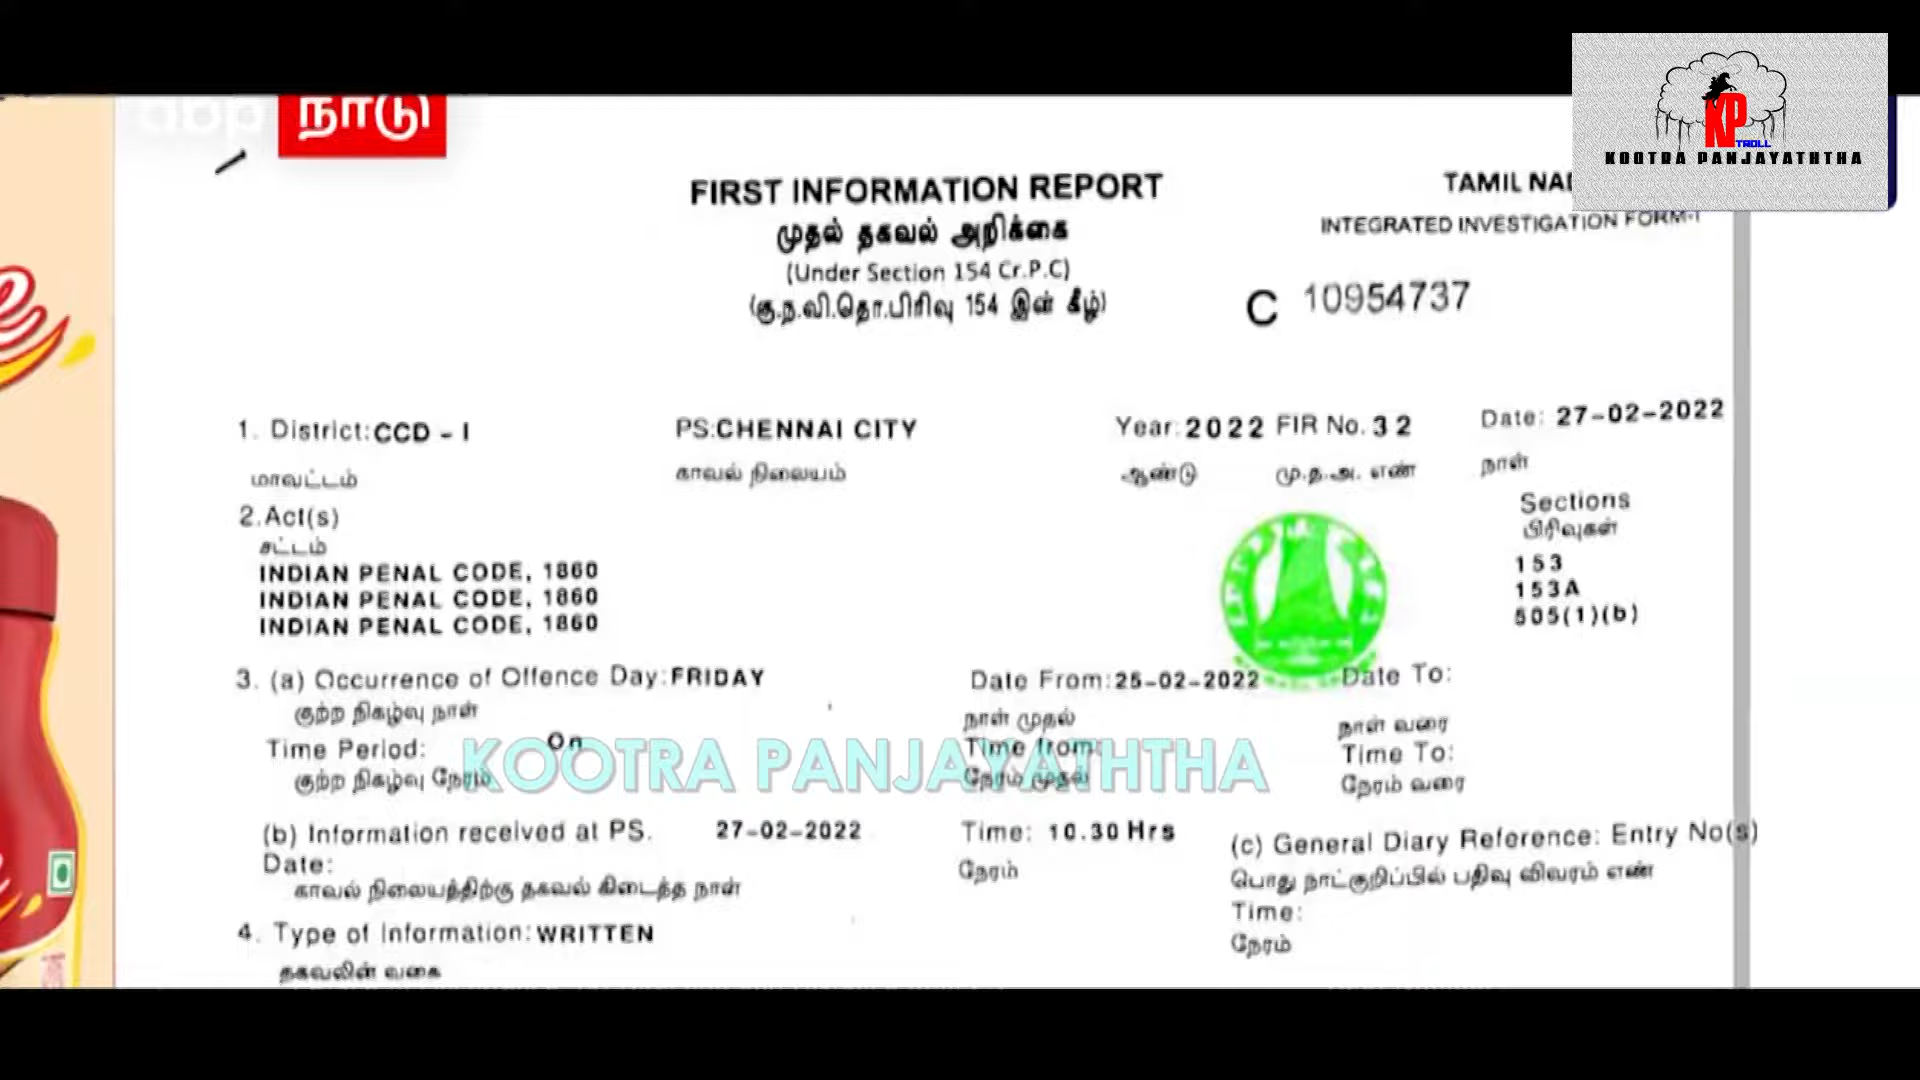 abp நாடு
KP
TROLL
KOOTRA PANJAYATHTHA
FIRST INFORMATION REPORT
TAMIL
முதல் தகவல் அறிக்கை
INTEGRATED INVESTIGATION FORM-I
(Under Section 154 Cr.P.C)
(கு.ந.வி.தொ.பிரிவு 154 இன் கீழ்)
C 10954737
1. District: CCD - I PS: CHENNAI CITY Year: 2022 FIR No. 32 Date: 27-02-2022
மாவட்டம் காவல் நிலையம் ஆண்டு மு.த.அ. எண் நாள்
2.Act(s) Sections
சட்டம் பிரிவுகள்
INDIAN PENAL CODE, 1860 153
INDIAN PENAL CODE, 1860 153A
INDIAN PENAL CODE, 1860 505(1)(b)
3. (a) Occurrence of Offence Day: FRIDAY Date From: 25-02-2022 Date To:
குற்ற நிகழ்வு நாள் நாள் முதல் நாள் வரை
Time Period: On Time from: Time To:
குற்ற நிகழ்வு நேரம் நேரம் முதல் நேரம் வரை
KOOTRA PANJAYATHTHA
(b) Information received at PS. 27-02-2022 Time: 10.30 Hrs (c) General Diary Reference: Entry No(s)
Date: நேரம் பொது நாட்குறிப்பில் பதிவு விவரம் எண்
காவல் நிலையத்திற்கு தகவல் கிடைத்த நாள்
Time:
4. Type of Information: WRITTEN நேரம்
தகவலின் வகை